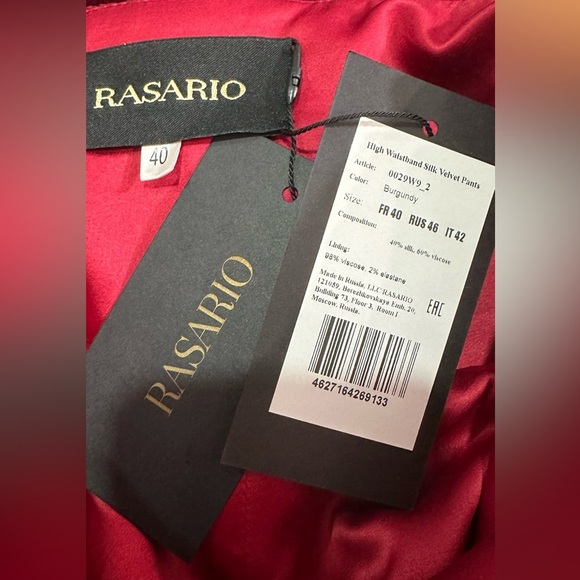 RASARIO
40
RASARIO
High Waistband Silk Velvet Pants
Article: 0029W9_2
Color: Burgundy
Size: FR 40 RUS 46 IT 42
Composition:
40% silk, 60% viscose
Lining:
98% viscose, 2% elastane
Made in Russia, LLC RASARIO
121059, Berezhkovskaya Emb. 20,
Building 73, Floor 3, Room I
Moscow, Russia.
EAC
4627164269133